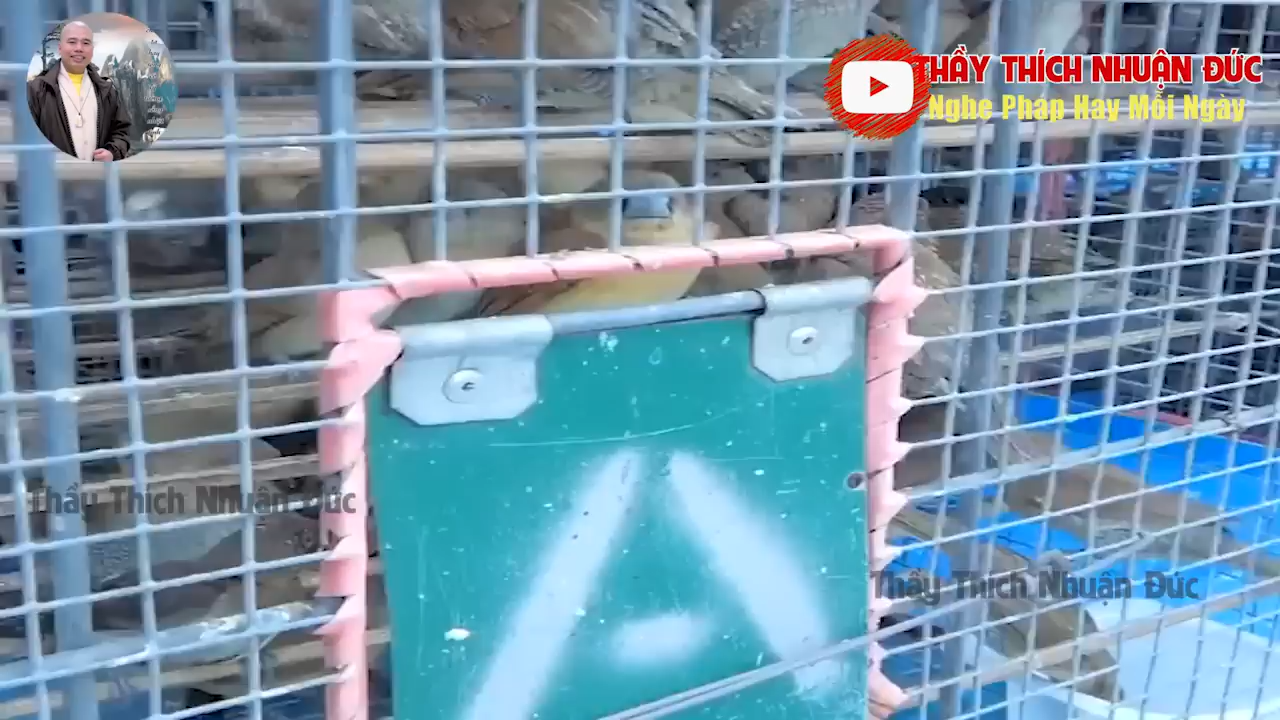 THẦY THÍCH NHUẬN ĐỨC
Nghe Pháp Hay Mỗi Ngày
Thầy Thích Nhuận Đức
Thầy Thích Nhuận Đức
A